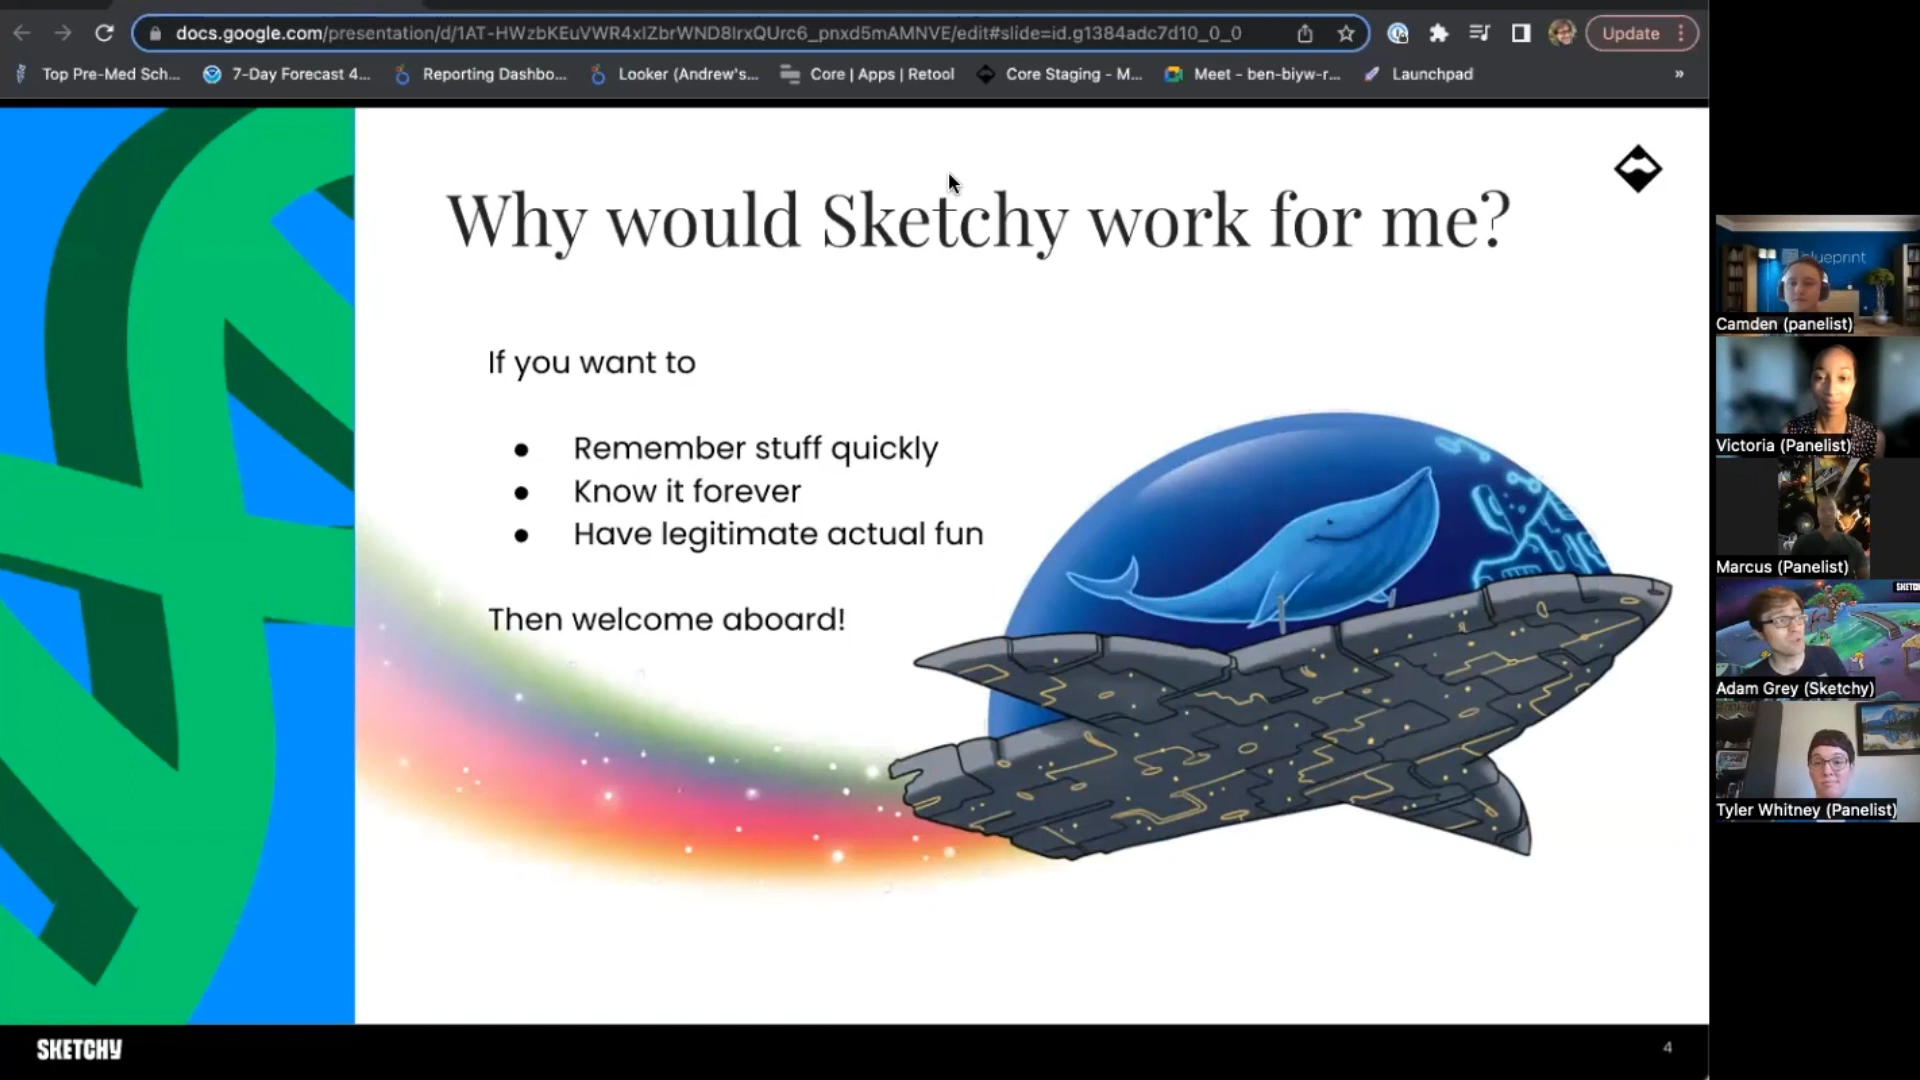 docs.google.com/presentation/d/1AT-HWzbKEuVWR4xIZbrWND8IrxQUrc6_pnxd5mAMNVE/edit#slide=id.g1384adc7d10_0_0
Update
Top Pre-Med Sch...
7-Day Forecast 4...
Reporting Dashbo...
Looker (Andrew's...
Core | Apps | Retool
Core Staging - M...
Meet - ben-biyw-r...
Launchpad
»
Why would Sketchy work for me?
If you want to
● Remember stuff quickly
● Know it forever
● Have legitimate actual fun
Then welcome aboard!
SKETCHY
4
blueprint
Camden (panelist)
Victoria (Panelist)
Marcus (Panelist)
Adam Grey (Sketchy)
Tyler Whitney (Panelist)